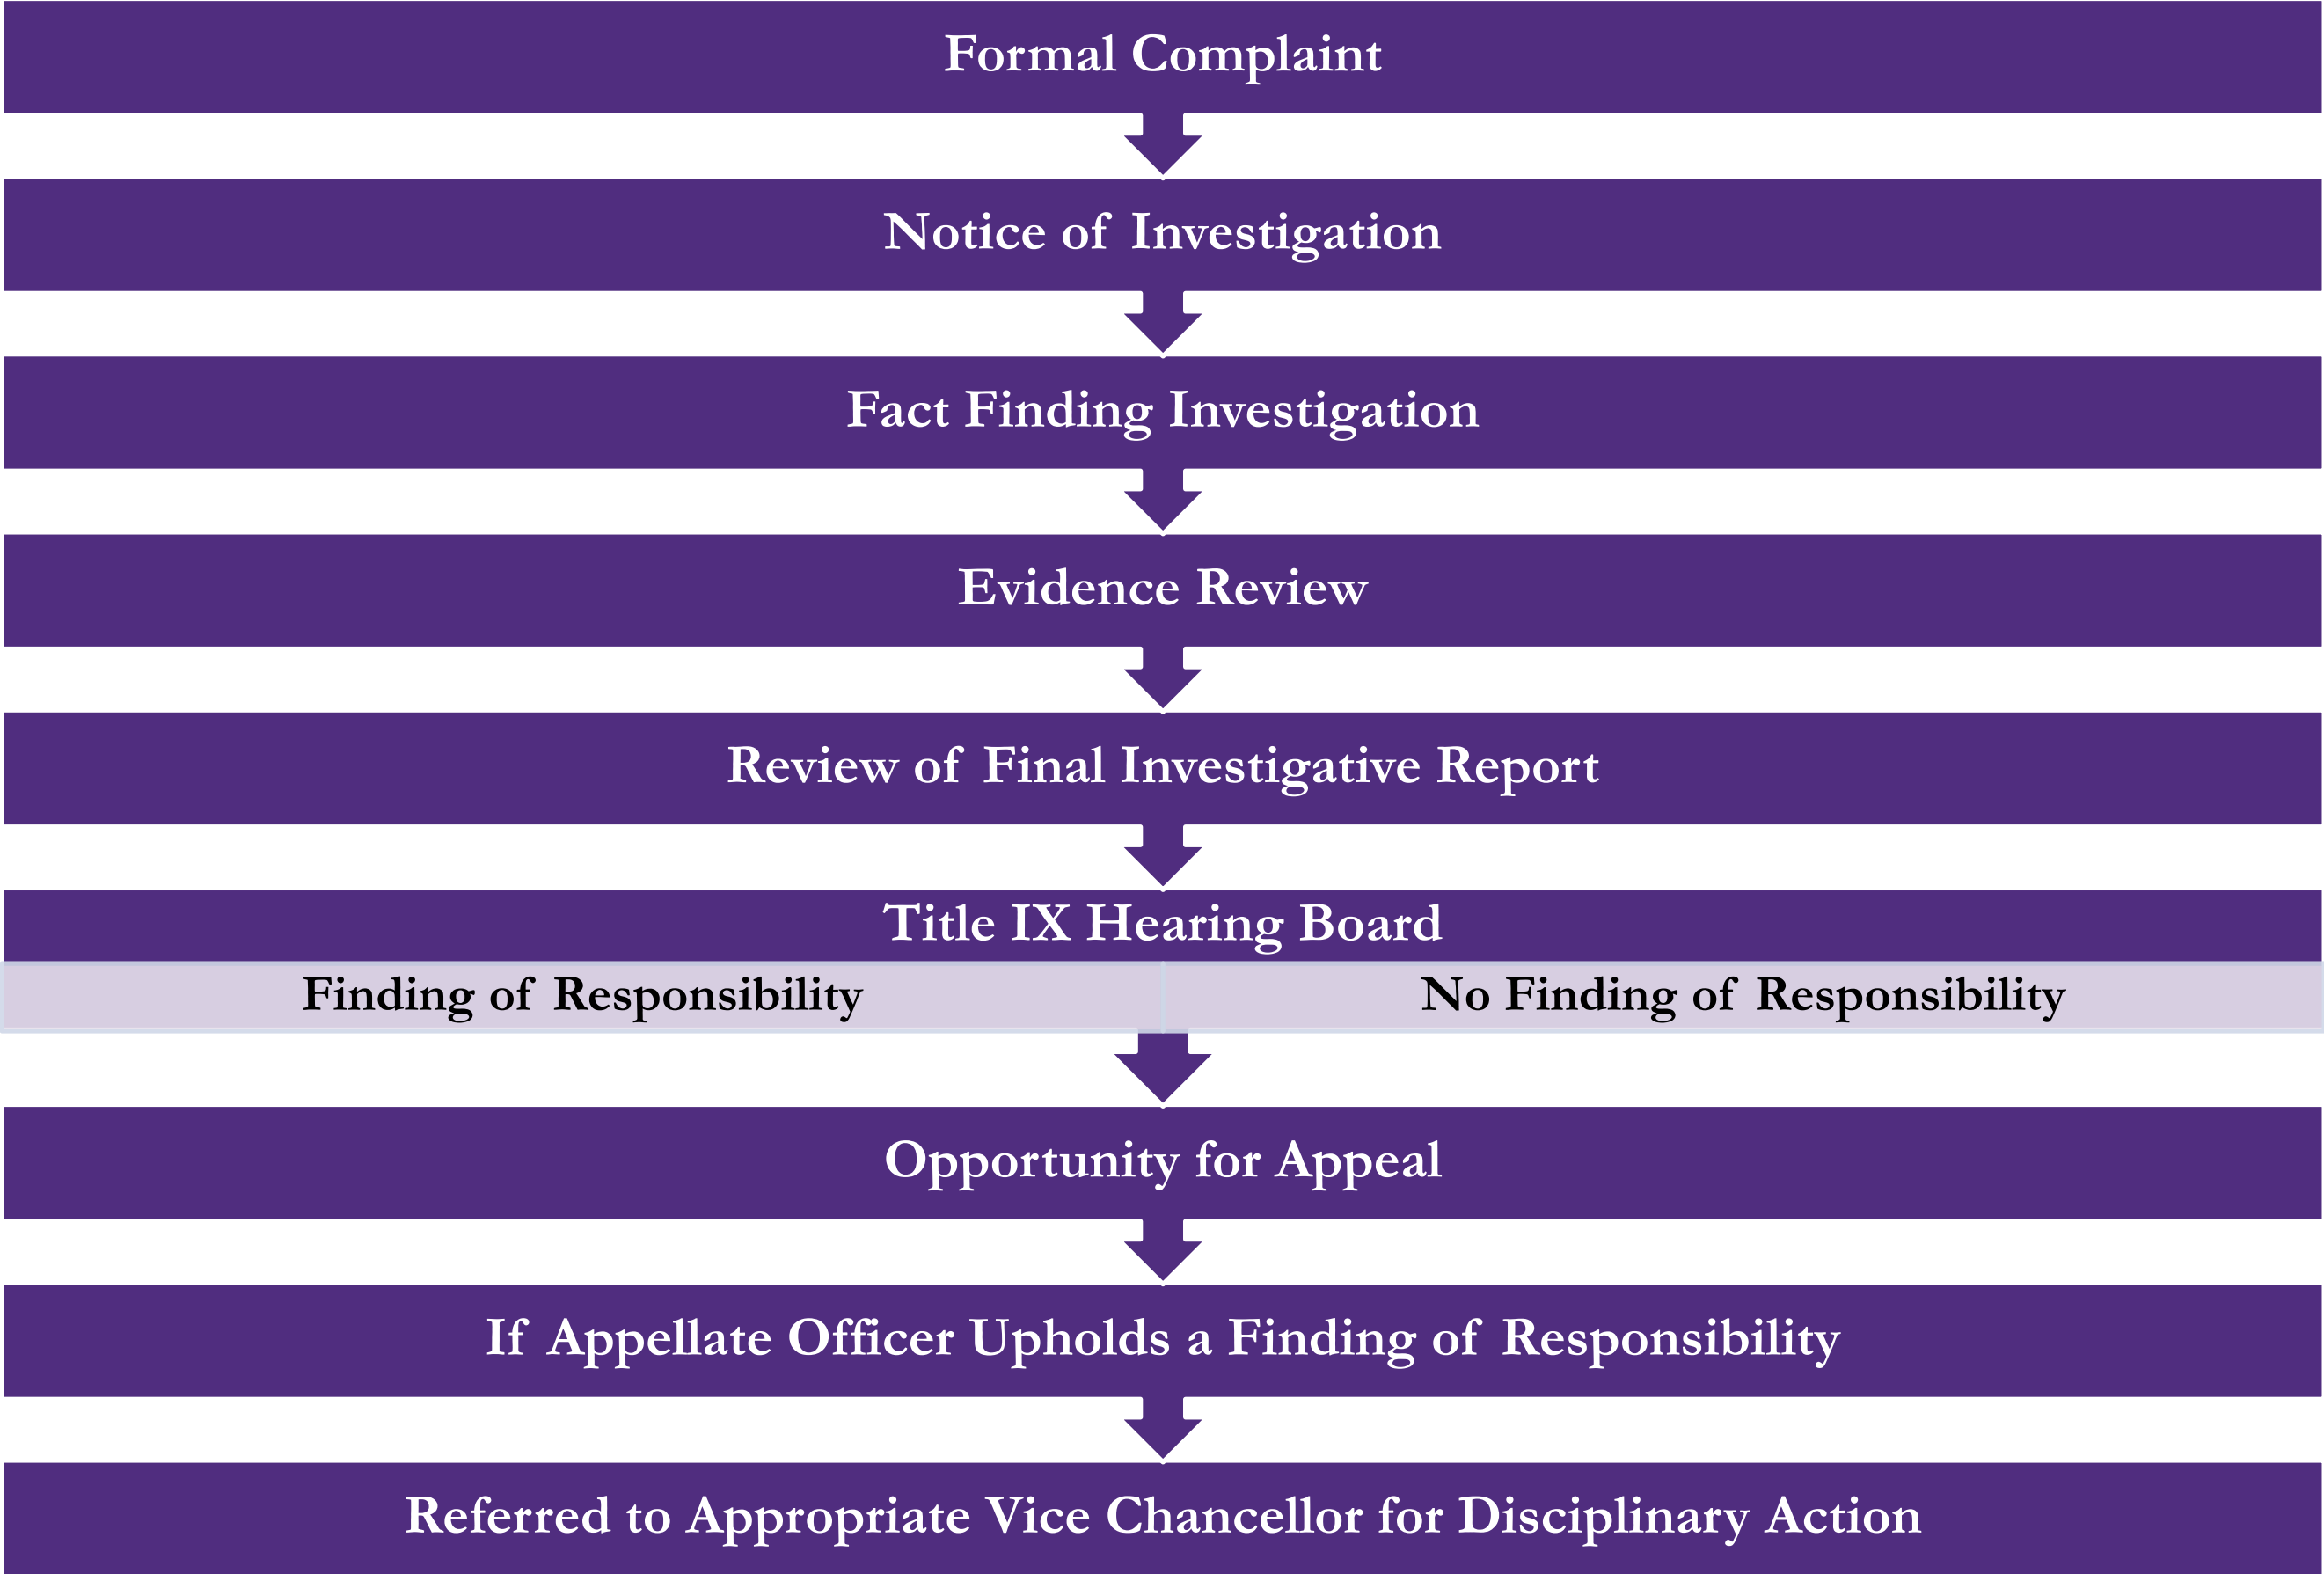 Formal Complaint
Notice of Investigation
Fact Finding Investigation
Evidence Review
Review of Final Investigative Report
Title IX Hearing Board
Finding of Responsibility
No Finding of Responsibility
Opportunity for Appeal
If Appellate Officer Upholds a Finding of Responsibility
Referred to Appropriate Vice Chancellor for Disciplinary Action